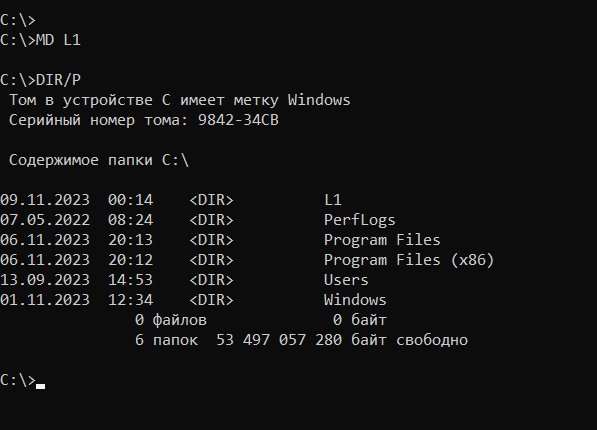 C:\>
C:\>MD L1
C:\>DIR/P
Том в устройстве C имеет метку Windows
Серийный номер тома: 9842-34CB
Содержимое папки C:\
09.11.2023  00:14    <DIR>          L1
07.05.2022  08:24    <DIR>          PerfLogs
06.11.2023  20:13    <DIR>          Program Files
06.11.2023  20:12    <DIR>          Program Files (x86)
13.09.2023  14:53    <DIR>          Users
01.11.2023  12:34    <DIR>          Windows
0 файлов              0 байт
6 папок  53 497 057 280 байт свободно
C:\>